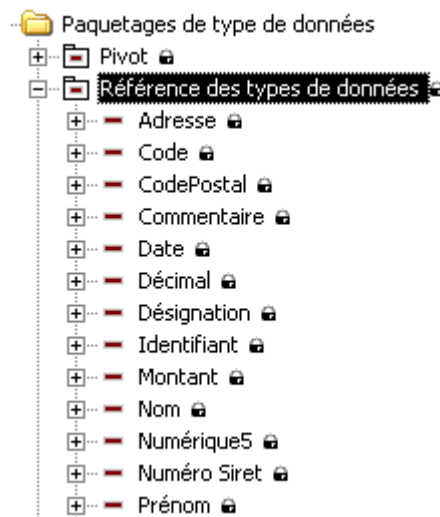 Paquetages de type de données
Pivot
Référence des types de données
Adresse
Code
CodePostal
Commentaire
Date
Décimal
Désignation
Identifiant
Montant
Nom
Numérique5
Numéro Siret
Prénom